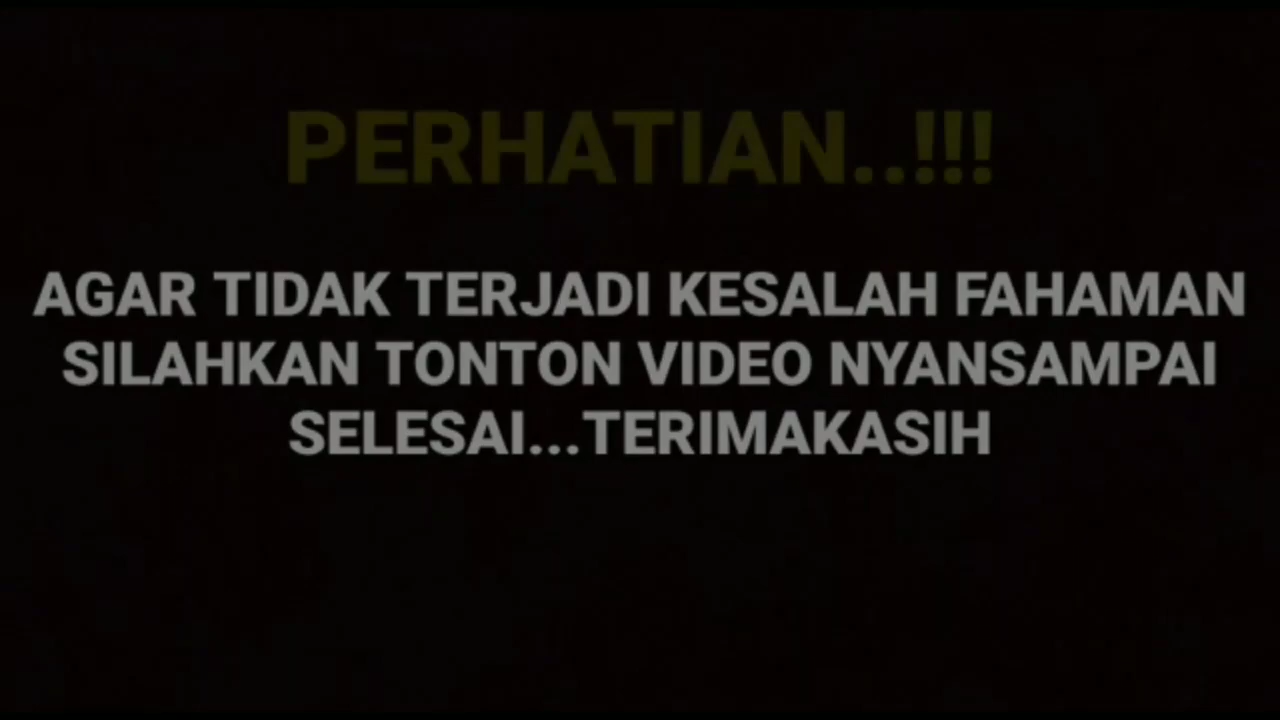 PERHATIAN..!!!
AGAR TIDAK TERJADI KESALAH FAHAMAN
SILAHKAN TONTON VIDEO NYANSAMPAI
SELESAI...TERIMAKASIH